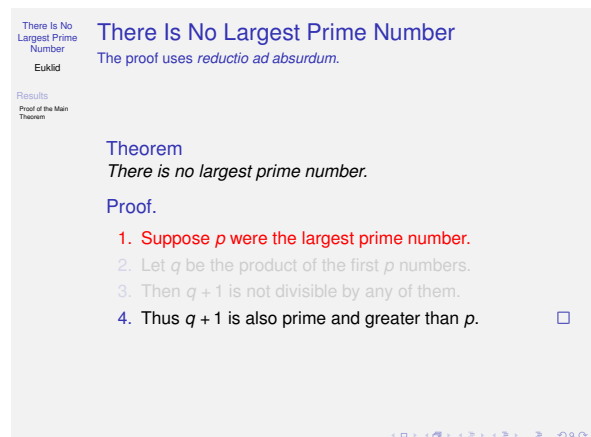 There Is No
Largest Prime
Number
Euklid
Results
Proof of the Main
Theorem
There Is No Largest Prime Number
The proof uses reductio ad absurdum.
Theorem
There is no largest prime number.
Proof.
1. Suppose p were the largest prime number.
2. Let q be the product of the first p numbers.
3. Then q + 1 is not divisible by any of them.
4. Thus q + 1 is also prime and greater than p.